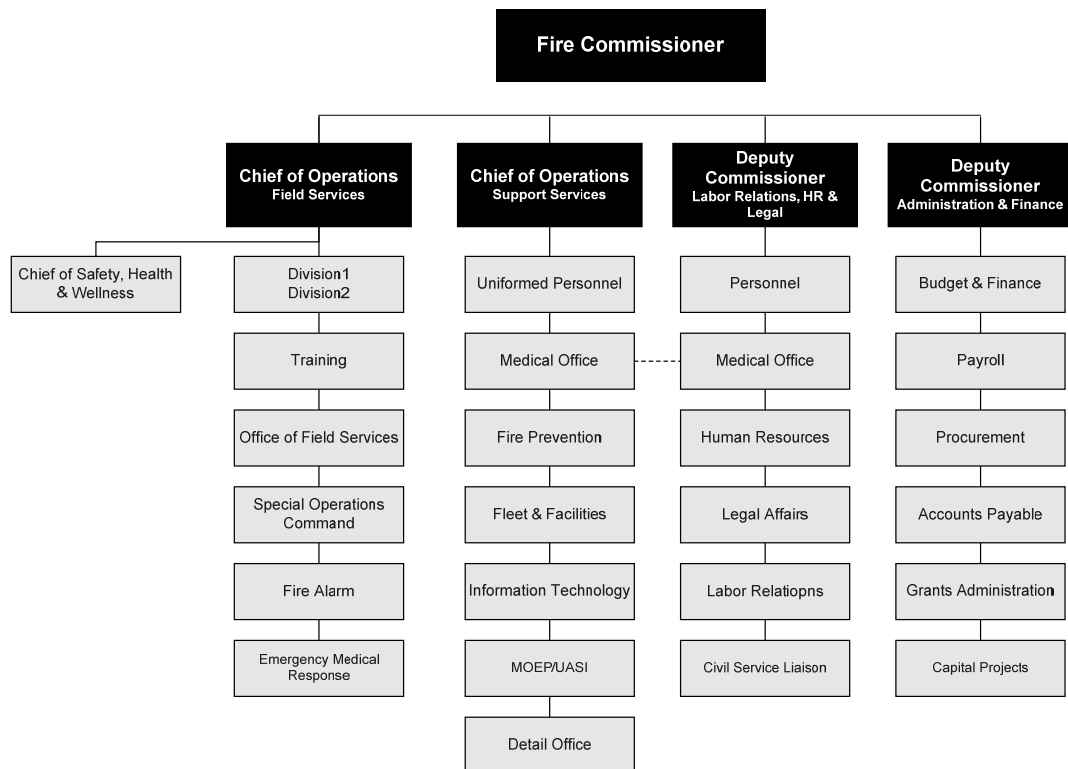 Fire Commissioner
Chief of Operations
Field Services
Chief of Operations
Support Services
Deputy
Commissioner
Labor Relations, HR &
Legal
Deputy
Commissioner
Administration & Finance
Chief of Safety, Health
& Wellness
Division1
Division2
Training
Office of Field Services
Special Operations
Command
Fire Alarm
Emergency Medical
Response
Uniformed Personnel
Medical Office
Fire Prevention
Fleet & Facilities
Information Technology
MOEP/UASI
Detail Office
Personnel
Medical Office
Human Resources
Legal Affairs
Labor Relatiopns
Civil Service Liaison
Budget & Finance
Payroll
Procurement
Accounts Payable
Grants Administration
Capital Projects